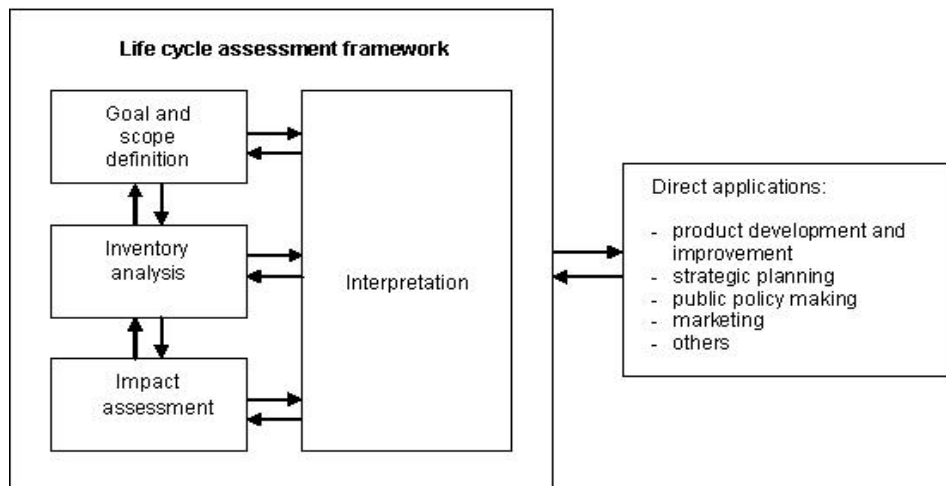 Life cycle assessment framework
Goal and
scope
definition
Inventory
analysis
Impact
assessment
Interpretation
Direct applications:
- product development and
improvement
- strategic planning
- public policy making
- marketing
- others